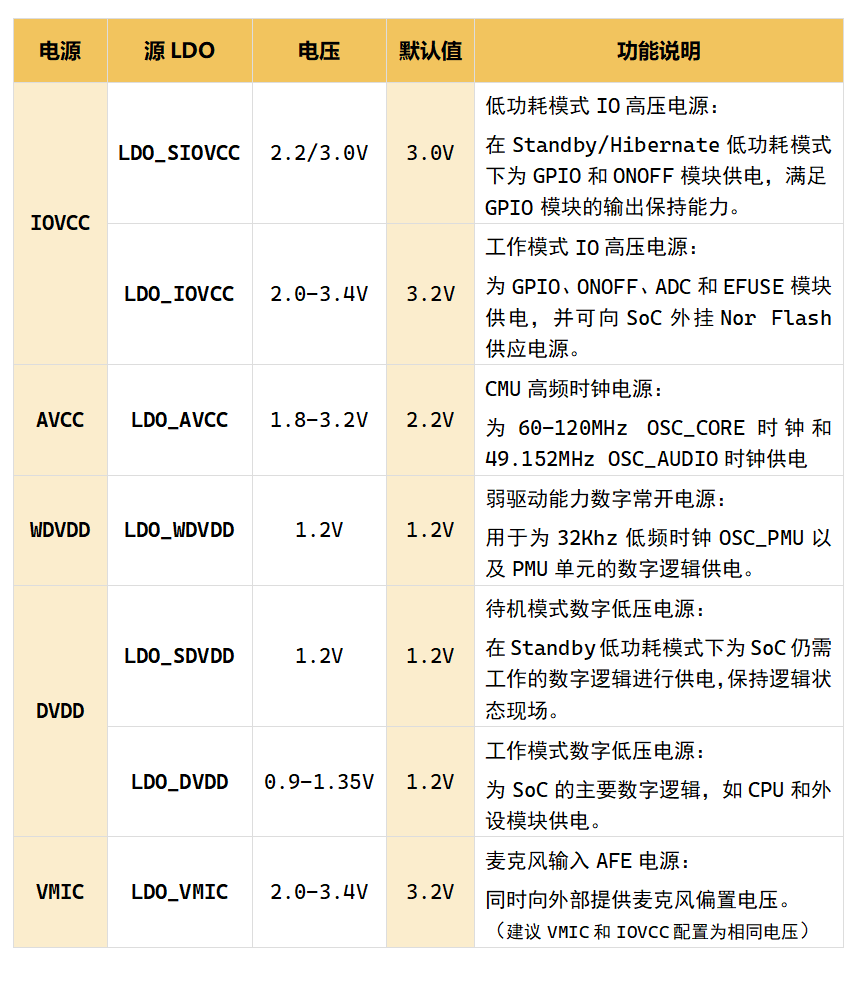 电源 源 LDO 电压 默认值 功能说明
IOVCC
LDO_SIOVCC 2.2/3.0V 3.0V
低功耗模式 IO 高压电源：
在 Standby/Hibernate 低功耗模式
下为 GPIO 和 ONOFF 模块供电，满足
GPIO 模块的输出保持能力。
LDO_IOVCC 2.0-3.4V 3.2V
工作模式 IO 高压电源：
为 GPIO、ONOFF、ADC 和 EFUSE 模块
供电，并可向 SoC 外挂 Nor Flash
供应电源。
AVCC LDO_AVCC 1.8-3.2V 2.2V
CMU 高频时钟电源：
为 60-120MHz OSC_CORE 时钟和
49.152MHz OSC_AUDIO 时钟供电
WDVDD LDO_WDVDD 1.2V 1.2V
弱驱动能力数字常开电源：
用于为 32Khz 低频时钟 OSC_PMU 以
及 PMU 单元的数字逻辑供电。
DVDD
LDO_SDVDD 1.2V 1.2V
待机模式数字低压电源：
在 Standby 低功耗模式下为 SoC 仍需
工作的数字逻辑进行供电，保持逻辑状
态现场。
LDO_DVDD 0.9-1.35V 1.2V
工作模式数字低压电源：
为 SoC 的主要数字逻辑，如 CPU 和外
设模块供电。
VMIC LDO_VMIC 2.0-3.4V 3.2V
麦克风输入 AFE 电源：
同时向外部提供麦克风偏置电压。
（建议 VMIC 和 IOVCC 配置为相同电压）